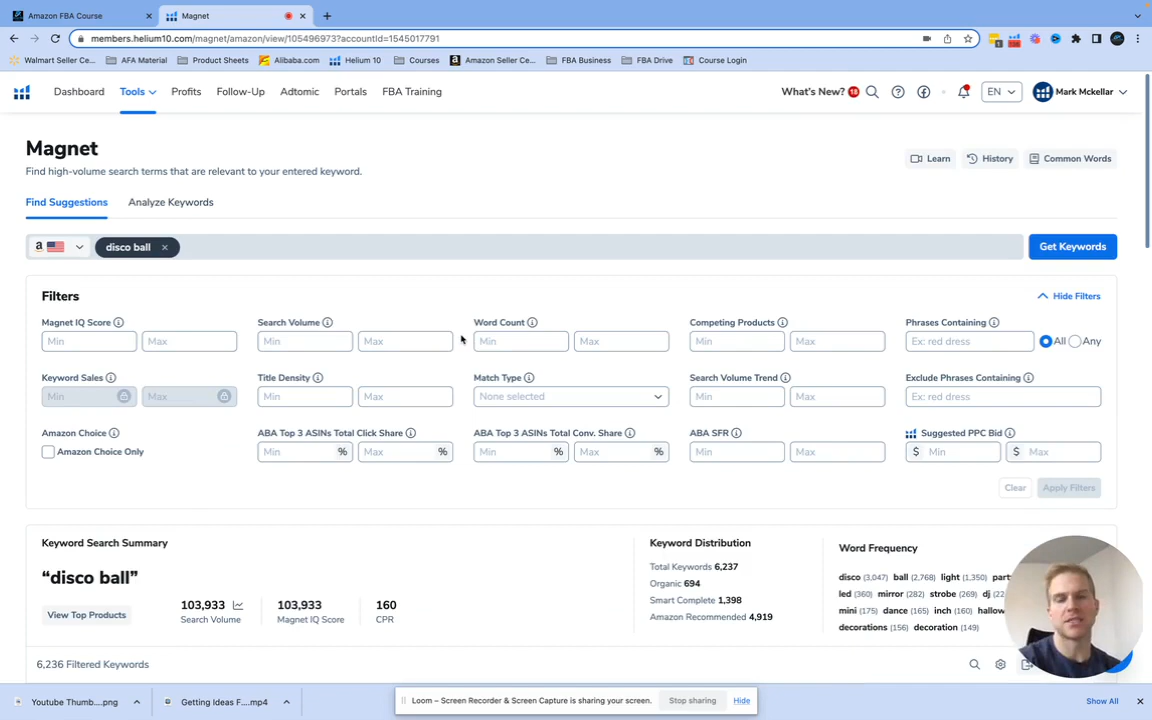 Amazon FBA Course
Magnet
members.helium10.com/magnet/amazon/view/105496973?accountId=1545017791
Walmart Seller Ce... AFA Material Product Sheets Alibaba.com Helium 10 Courses Amazon Seller Ce... FBA Business FBA Drive Course Login
Dashboard Tools Profits Follow-Up Adtomic Portals FBA Training What's New? 18 EN Mark Mckellar
Magnet
Find high-volume search terms that are relevant to your entered keyword.
Learn History Common Words
Find Suggestions Analyze Keywords
a disco ball Get Keywords
Filters Hide Filters
Magnet IQ Score Search Volume Word Count Competing Products Phrases Containing
Min Max Min Max Min Max Min Max Ex: red dress All Any
Keyword Sales Title Density Match Type Search Volume Trend Exclude Phrases Containing
Min Max Min Max None selected Min Max Ex: red dress
Amazon Choice ABA Top 3 ASINs Total Click Share ABA Top 3 ASINs Total Conv. Share ABA SFR Suggested PPC Bid
Amazon Choice Only Min % Max % Min % Max % Min Max $ Min $ Max
Clear Apply Filters
Keyword Search Summary
“disco ball”
View Top Products
103,933 103,933 160
Search Volume Magnet IQ Score CPR
Keyword Distribution
Total Keywords 6,237
Organic 694
Smart Complete 1,398
Amazon Recommended 4,919
Word Frequency
disco (3,047) ball (2,768) light (1,350)
led (360) mirror (282) strobe (269) dj
mini (175) dance (165) inch (160)
decorations (156) decoration (149)
6,236 Filtered Keywords
Youtube Thumb....png Getting Ideas F....mp4 Loom – Screen Recorder & Screen Capture is sharing your screen. Stop sharing Hide Show All